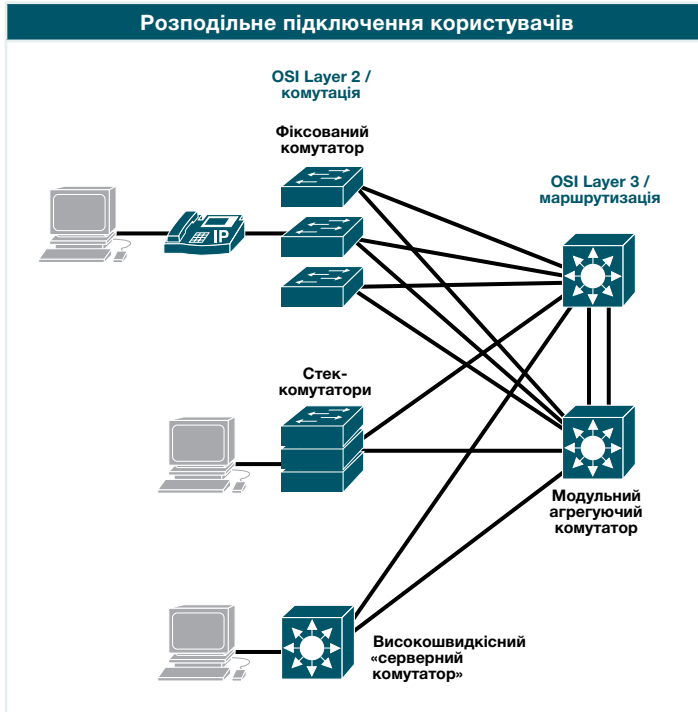 Розподільне підключення користувачів
OSI Layer 2 /
комутація
Фіксований
комутатор
OSI Layer 3 /
маршрутизація
IP
Стек-
комутатори
Модульний
агрегуючий
комутатор
Високошвидкісний
«серверний
комутатор»